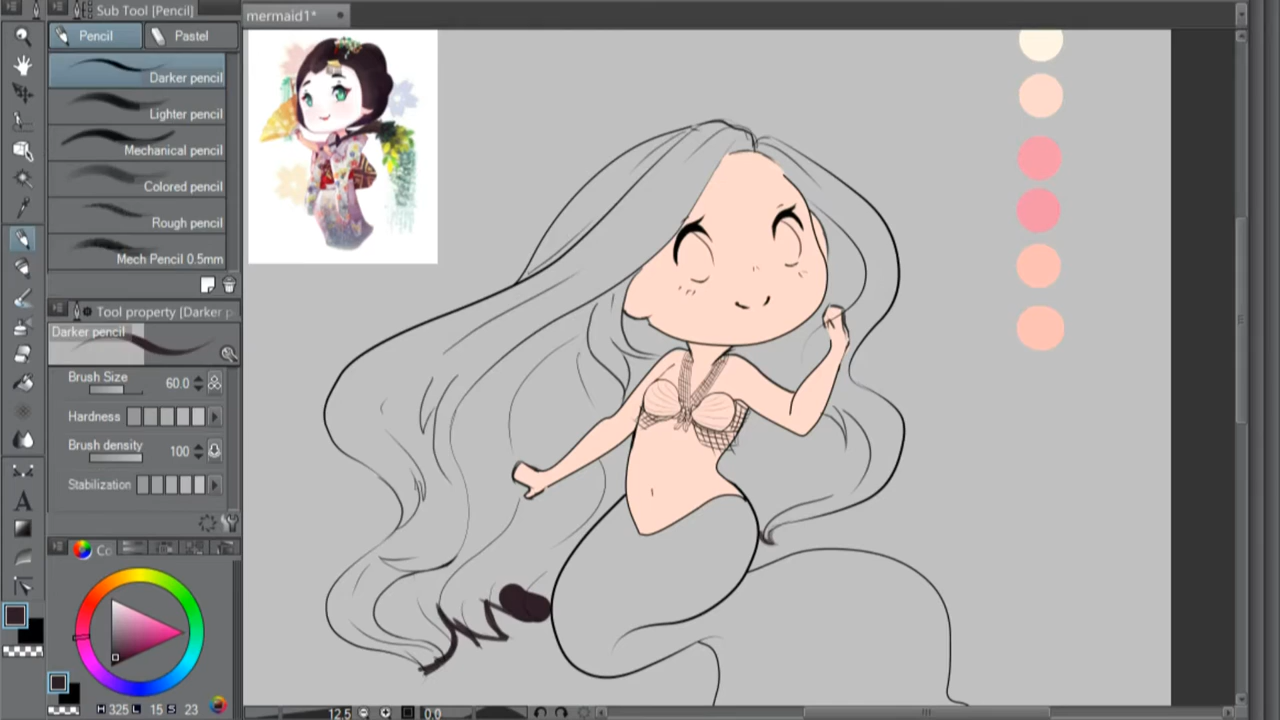 Sub Tool [Pencil]
mermaid1*
Pencil
Pastel
Darker pencil
Lighter pencil
Mechanical pencil
Colored pencil
Rough pencil
Mech Pencil 0.5mm
Tool property [Darker p
Darker pencil
Brush Size 60.0
Hardness
Brush density 100
Stabilization
Co
H 325 L 15 S 23
12.5
0.0